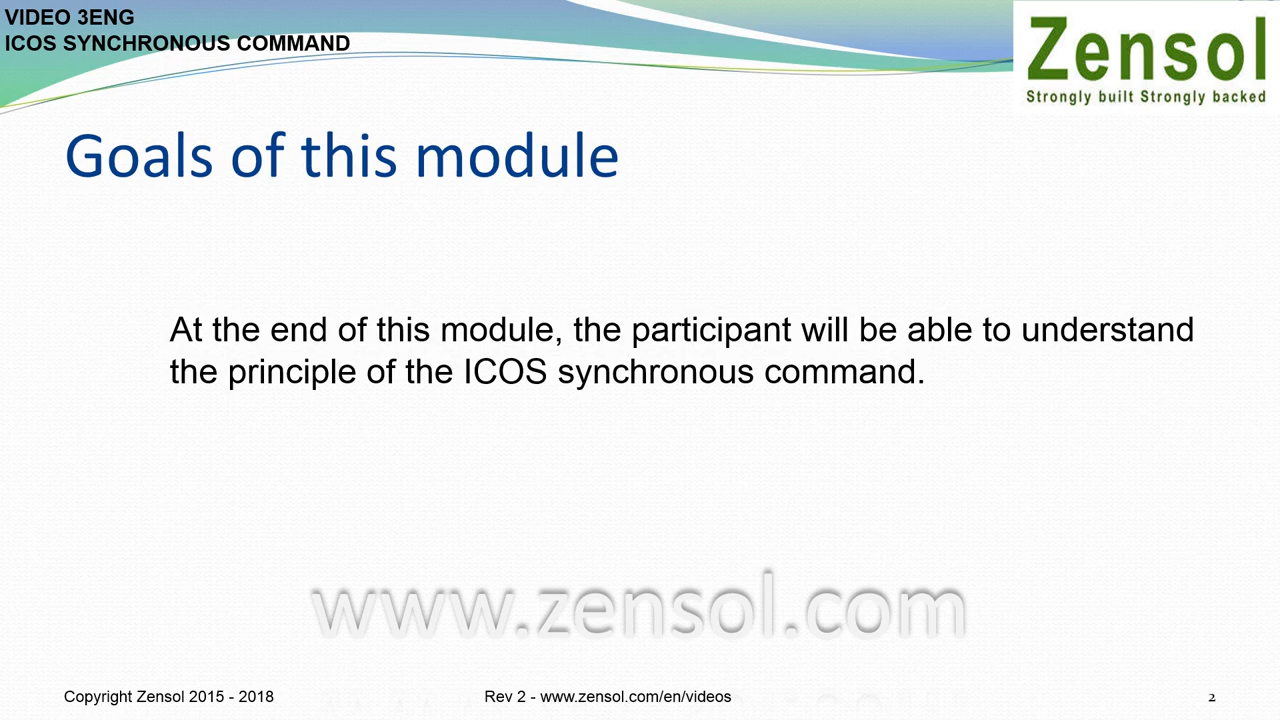 VIDEO 3ENG
ICOS SYNCHRONOUS COMMAND
Zensol
Strongly built Strongly backed
Goals of this module
At the end of this module, the participant will be able to understand
the principle of the ICOS synchronous command.
www.zensol.com
Copyright Zensol 2015 - 2018
Rev 2 - www.zensol.com/en/videos
2